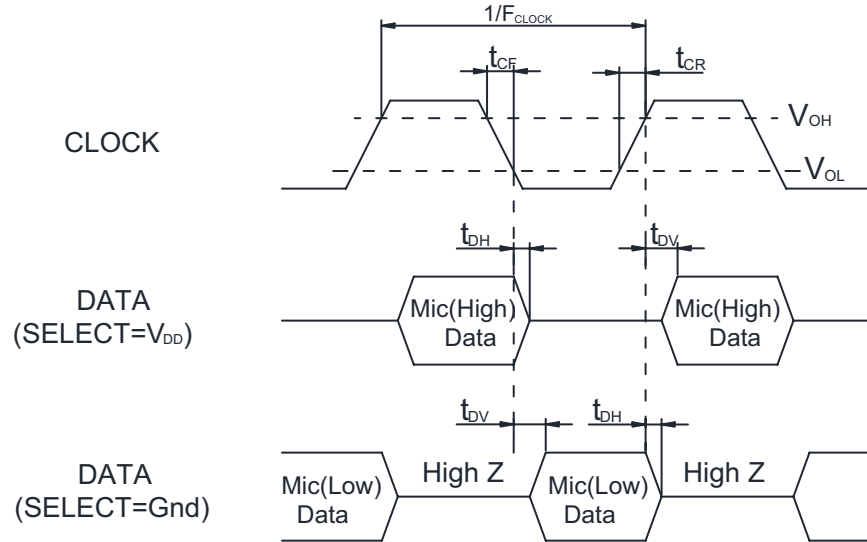 1/FCLOCK
tCF
tCR
VOH
CLOCK
VOL
tDH
tDV
DATA
(SELECT=VDD)
Mic(High)
Data
Mic(High)
Data
tDV
tDH
DATA
(SELECT=Gnd)
Mic(Low)
Data
High Z
Mic(Low)
Data
High Z